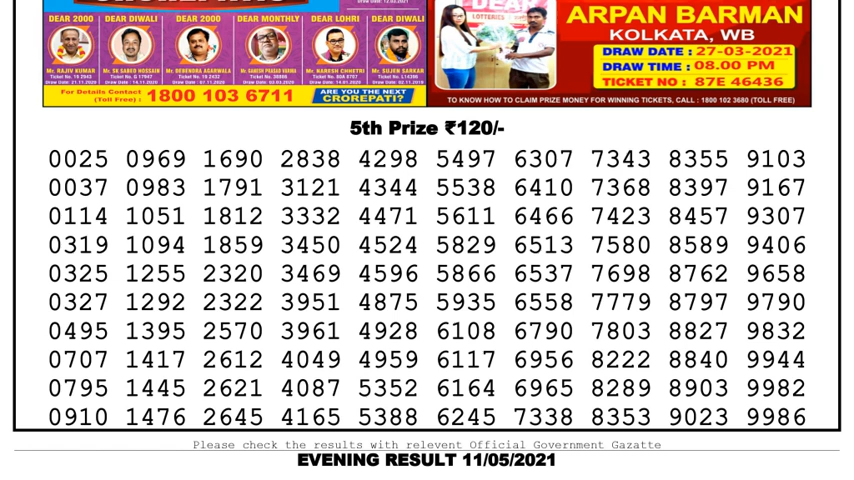 DEAR 2000 DEAR DIWALI DEAR 2000 DEAR MONTHLY DEAR LOHRI DEAR DIWALI
Mr. RAJIV KUMAR Mr. SK SABED HOSSAIN Mr. DEBENDRA AGARWALA Mr. GANESH PRASAD VARMA Mr. NARESH CHHETRI Mr. SUJEN SARKAR
For Details Contact (Toll Free) : 1800 103 6711 ARE YOU THE NEXT CROREPATI?
DEAR
LOTTERIES
ARPAN BARMAN
KOLKATA, WB
DRAW DATE : 27-03-2021
DRAW TIME : 08.00 PM
TICKET NO : 87E 46436
TO KNOW HOW TO CLAIM PRIZE MONEY FOR WINNING TICKETS, CALL : 1800 102 3680 (TOLL FREE)
5th Prize ₹120/-
0025 0969 1690 2838 4298 5497 6307 7343 8355 9103
0037 0983 1791 3121 4344 5538 6410 7368 8397 9167
0114 1051 1812 3332 4471 5611 6466 7423 8457 9307
0319 1094 1859 3450 4524 5829 6513 7580 8589 9406
0325 1255 2320 3469 4596 5866 6537 7698 8762 9658
0327 1292 2322 3951 4875 5935 6558 7779 8797 9790
0495 1395 2570 3961 4928 6108 6790 7803 8827 9832
0707 1417 2612 4049 4959 6117 6956 8222 8840 9944
0795 1445 2621 4087 5352 6164 6965 8289 8903 9982
0910 1476 2645 4165 5388 6245 7338 8353 9023 9986
Please check the results with relevent Official Government Gazatte
EVENING RESULT 11/05/2021